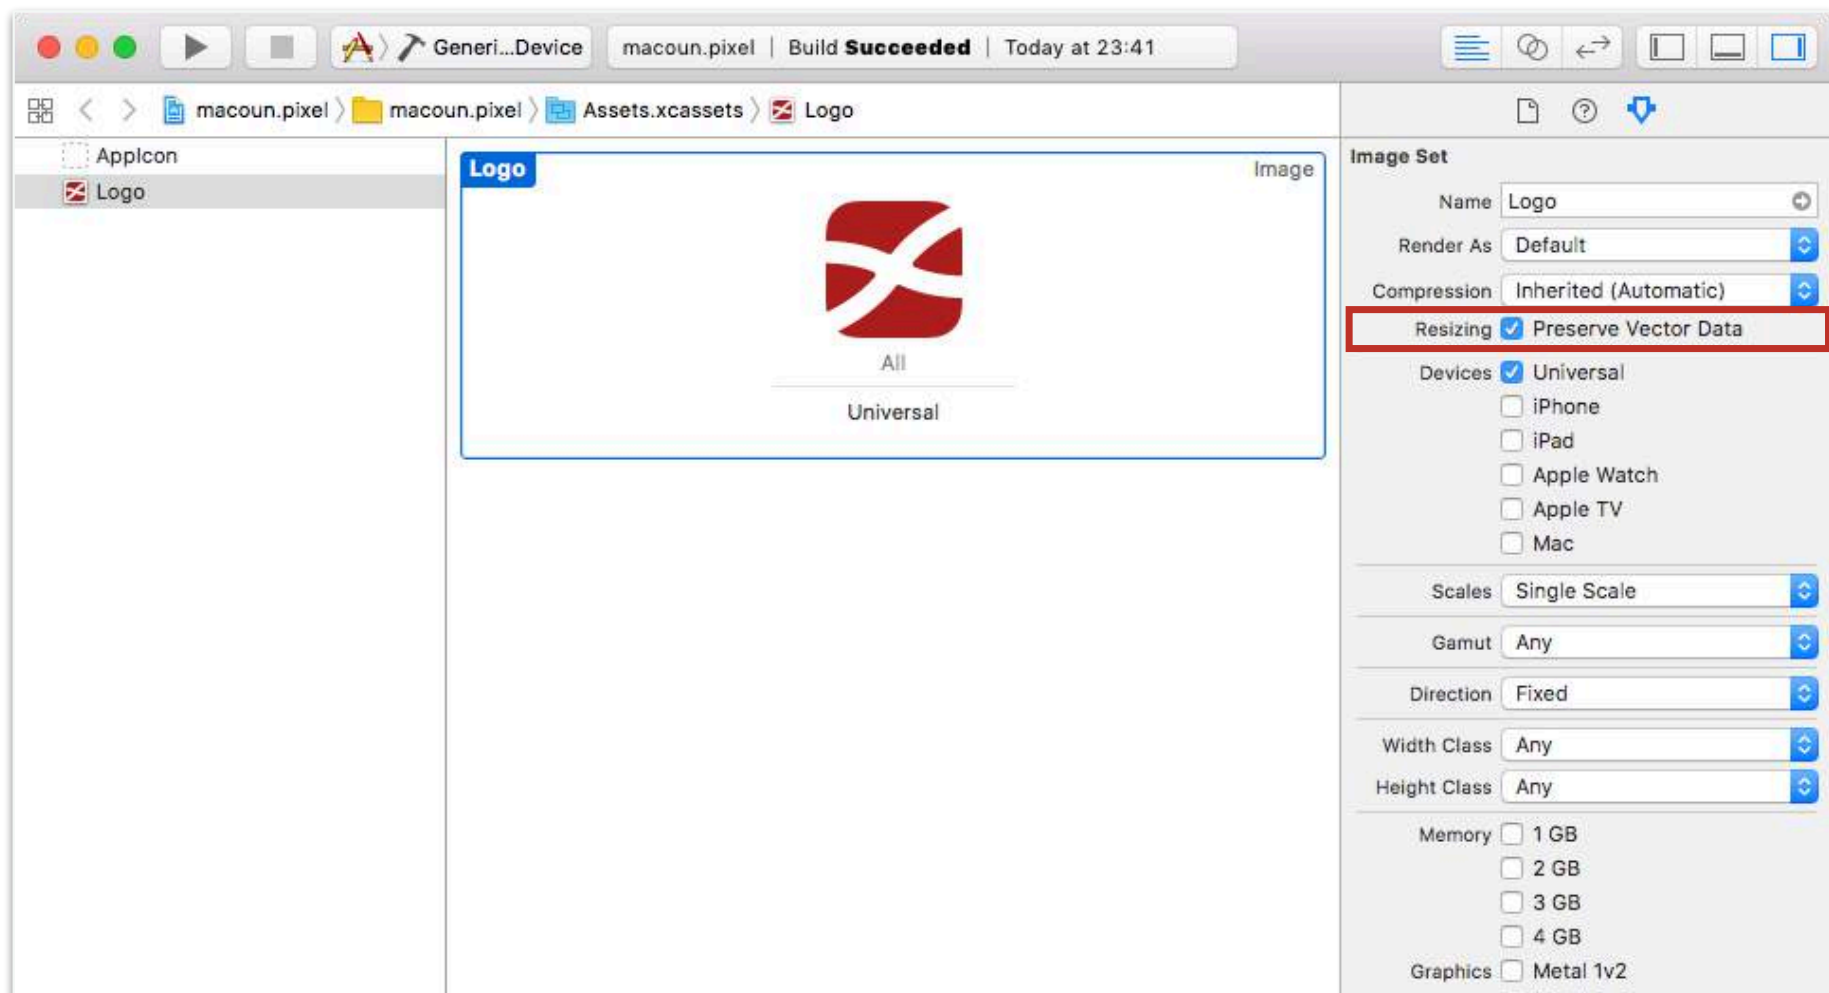 Generi...Device
macoun.pixel | Build Succeeded | Today at 23:41
macoun.pixel
macoun.pixel
Assets.xcassets
Logo
AppIcon
Logo
Logo
Image
All
Universal
Image Set
Name Logo
Render As Default
Compression Inherited (Automatic)
Resizing Preserve Vector Data
Devices Universal
iPhone
iPad
Apple Watch
Apple TV
Mac
Scales Single Scale
Gamut Any
Direction Fixed
Width Class Any
Height Class Any
Memory 1 GB
2 GB
3 GB
4 GB
Graphics Metal 1v2